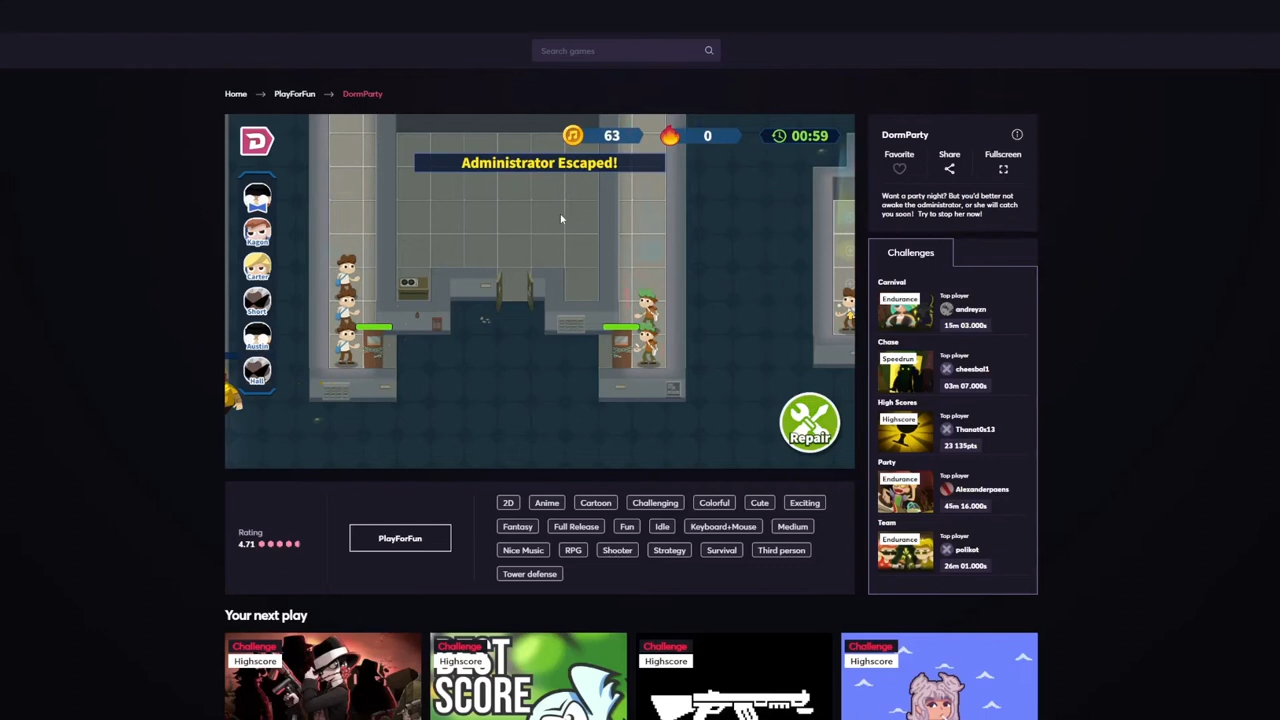 Search games
Home → PlayForFun → DormParty
D
63
0
00:59
Administrator Escaped!
Kagon
Carter
Short
Austin
Hall
Repair
DormParty
Favorite
Share
Fullscreen
Want a party night? But you'd better not
awake the administrator, or she will catch
you soon! Try to stop her now!
Challenges
Carnival
Endurance
Top player
andreyzn
15m 03.000s
Chase
Speedrun
Top player
cheesbal1
03m 07.000s
High Scores
Highscore
Top player
Thanat0s13
23 135pts
Party
Endurance
Top player
Alexanderpaens
45m 16.000s
Team
Endurance
Top player
polikot
26m 01.000s
Rating
4.71
PlayForFun
2D Anime Cartoon Challenging Colorful Cute Exciting
Fantasy Full Release Fun Idle Keyboard+Mouse Medium
Nice Music RPG Shooter Strategy Survival Third person
Tower defense
Your next play
Challenge
Highscore
Challenge
Highscore
BEST
SCORE
Challenge
Highscore
Challenge
Highscore